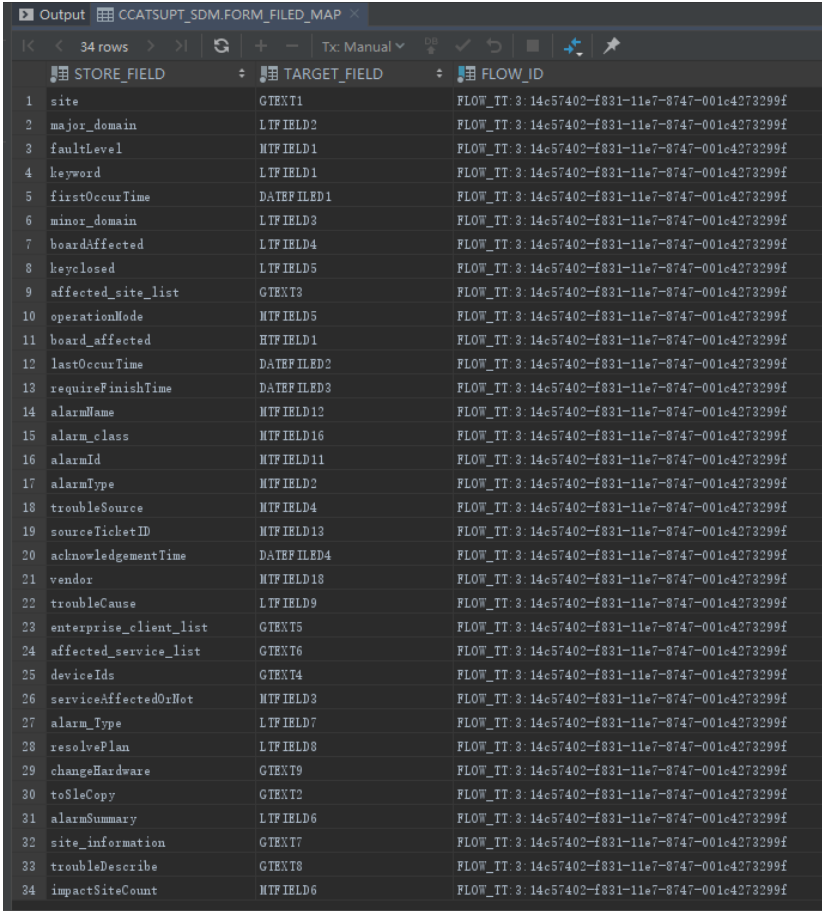 Output CCATSUPT_SDM.FORM_FILED_MAP
34 rows Tx: Manual DB
STORE_FIELD TARGET_FIELD FLOW_ID
1 site GTEXT1 FLOW_TT:3:14c57402-f831-11e7-8747-001c4273299f
2 major_domain LTFIELD2 FLOW_TT:3:14c57402-f831-11e7-8747-001c4273299f
3 faultLevel MTFIELD1 FLOW_TT:3:14c57402-f831-11e7-8747-001c4273299f
4 keyword LTFIELD1 FLOW_TT:3:14c57402-f831-11e7-8747-001c4273299f
5 firstOccurTime DATEFILED1 FLOW_TT:3:14c57402-f831-11e7-8747-001c4273299f
6 minor_domain LTFIELD3 FLOW_TT:3:14c57402-f831-11e7-8747-001c4273299f
7 boardAffected LTFIELD4 FLOW_TT:3:14c57402-f831-11e7-8747-001c4273299f
8 keyclosed LTFIELD5 FLOW_TT:3:14c57402-f831-11e7-8747-001c4273299f
9 affected_site_list GTEXT3 FLOW_TT:3:14c57402-f831-11e7-8747-001c4273299f
10 operationMode MTFIELD5 FLOW_TT:3:14c57402-f831-11e7-8747-001c4273299f
11 board_affected HTFIELD1 FLOW_TT:3:14c57402-f831-11e7-8747-001c4273299f
12 lastOccurTime DATEFILED2 FLOW_TT:3:14c57402-f831-11e7-8747-001c4273299f
13 requireFinishTime DATEFILED3 FLOW_TT:3:14c57402-f831-11e7-8747-001c4273299f
14 alarmName MTFIELD12 FLOW_TT:3:14c57402-f831-11e7-8747-001c4273299f
15 alarm_class MTFIELD16 FLOW_TT:3:14c57402-f831-11e7-8747-001c4273299f
16 alarmId MTFIELD11 FLOW_TT:3:14c57402-f831-11e7-8747-001c4273299f
17 alarmType MTFIELD2 FLOW_TT:3:14c57402-f831-11e7-8747-001c4273299f
18 troubleSource MTFIELD4 FLOW_TT:3:14c57402-f831-11e7-8747-001c4273299f
19 sourceTicketID MTFIELD13 FLOW_TT:3:14c57402-f831-11e7-8747-001c4273299f
20 acknowledgementTime DATEFILED4 FLOW_TT:3:14c57402-f831-11e7-8747-001c4273299f
21 vendor MTFIELD18 FLOW_TT:3:14c57402-f831-11e7-8747-001c4273299f
22 troubleCause LTFIELD9 FLOW_TT:3:14c57402-f831-11e7-8747-001c4273299f
23 enterprise_client_list GTEXT5 FLOW_TT:3:14c57402-f831-11e7-8747-001c4273299f
24 affected_service_list GTEXT6 FLOW_TT:3:14c57402-f831-11e7-8747-001c4273299f
25 deviceIds GTEXT4 FLOW_TT:3:14c57402-f831-11e7-8747-001c4273299f
26 serviceAffectedOrNot MTFIELD3 FLOW_TT:3:14c57402-f831-11e7-8747-001c4273299f
27 alarm_Type LTFIELD7 FLOW_TT:3:14c57402-f831-11e7-8747-001c4273299f
28 resolvePlan LTFIELD8 FLOW_TT:3:14c57402-f831-11e7-8747-001c4273299f
29 changeHardware GTEXT9 FLOW_TT:3:14c57402-f831-11e7-8747-001c4273299f
30 toSleCopy GTEXT2 FLOW_TT:3:14c57402-f831-11e7-8747-001c4273299f
31 alarmSummary LTFIELD6 FLOW_TT:3:14c57402-f831-11e7-8747-001c4273299f
32 site_information GTEXT7 FLOW_TT:3:14c57402-f831-11e7-8747-001c4273299f
33 troubleDescribe GTEXT8 FLOW_TT:3:14c57402-f831-11e7-8747-001c4273299f
34 impactSiteCount MTFIELD6 FLOW_TT:3:14c57402-f831-11e7-8747-001c4273299f